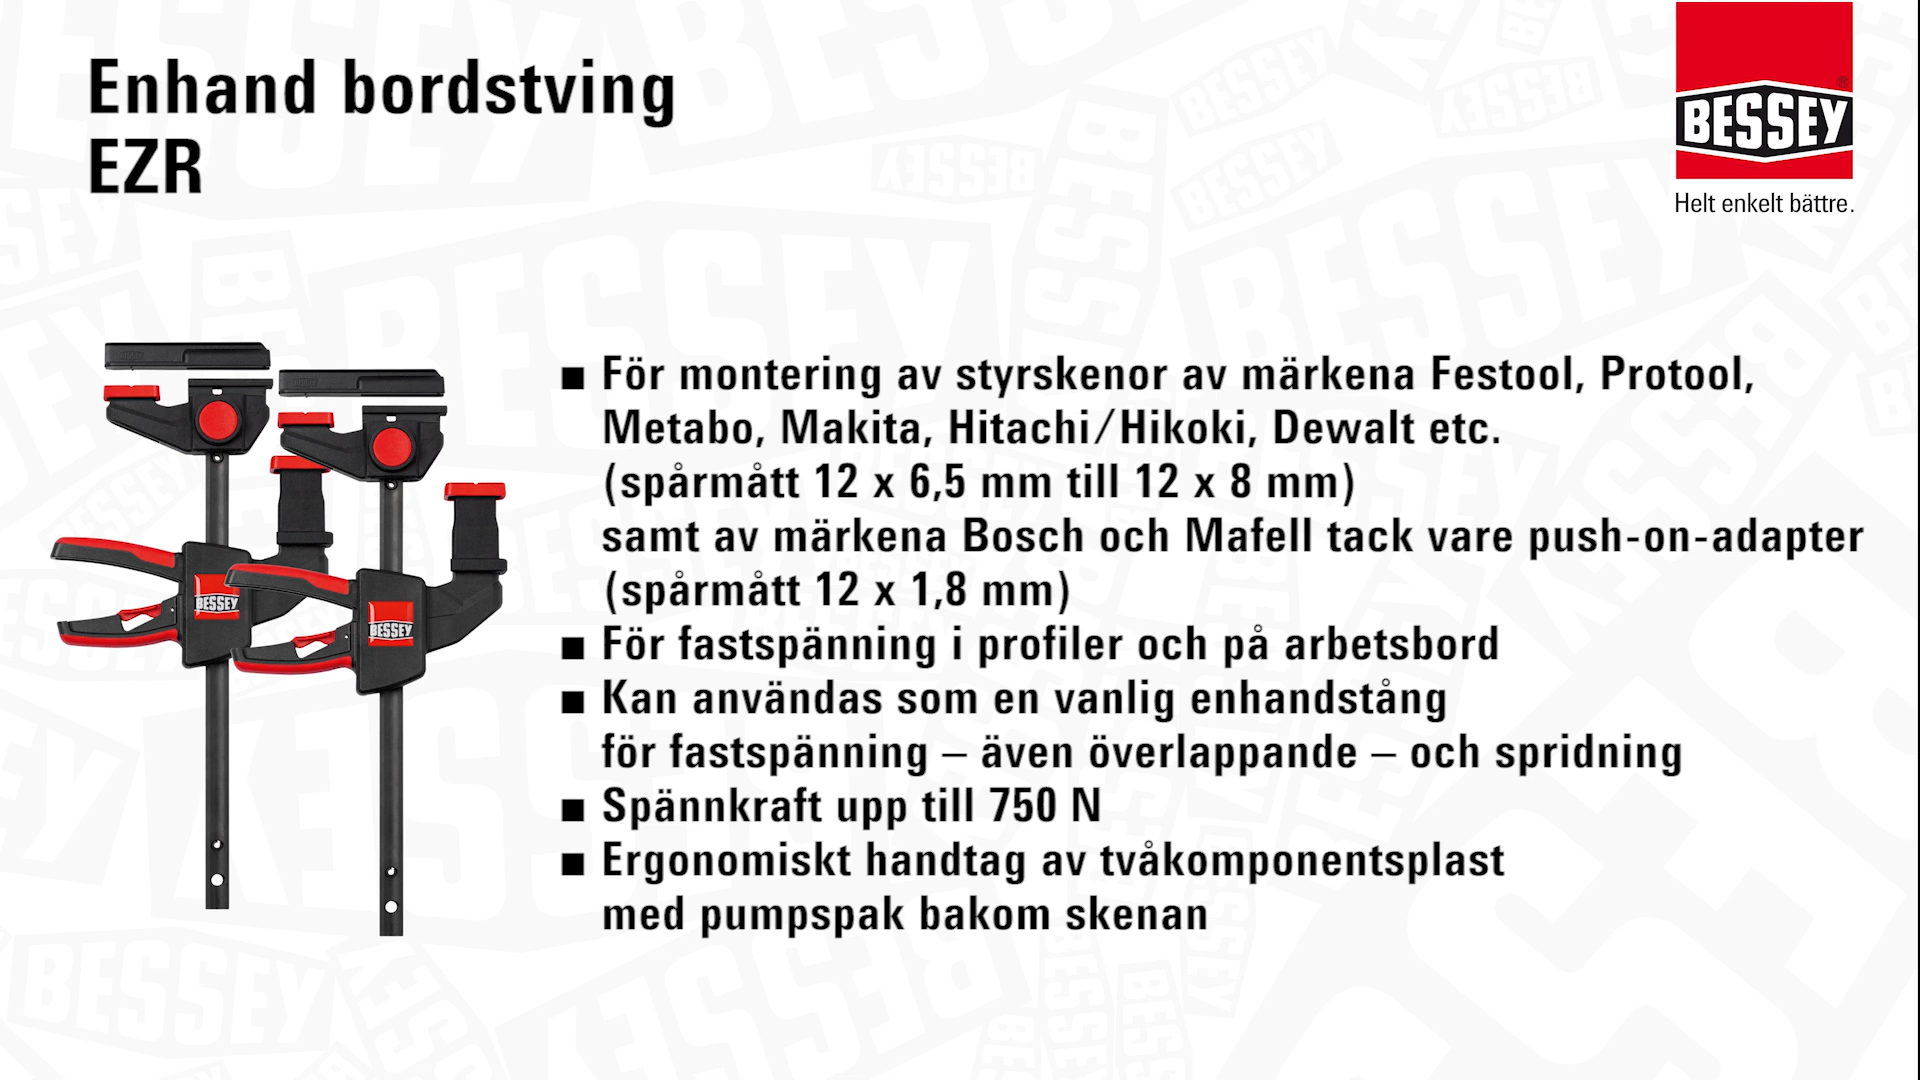 Enhand bordstving
EZR
BESSEY
Helt enkelt bättre.
■ För montering av styrskenor av märkena Festool, Protool,
Metabo, Makita, Hitachi/Hikoki, Dewalt etc.
(spårmått 12 x 6,5 mm till 12 x 8 mm)
samt av märkena Bosch och Mafell tack vare push-on-adapter
(spårmått 12 x 1,8 mm)
■ För fastspänning i profiler och på arbetsbord
■ Kan användas som en vanlig enhandstång
för fastspänning – även överlappande – och spridning
■ Spännkraft upp till 750 N
■ Ergonomiskt handtag av tvåkomponentsplast
med pumpspak bakom skenan
BESSEY
BESSEY